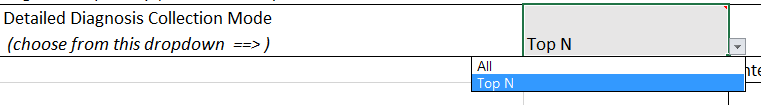 Detailed Diagnosis Collection Mode
(choose from this dropdown ==> )
Top N
All
Top N